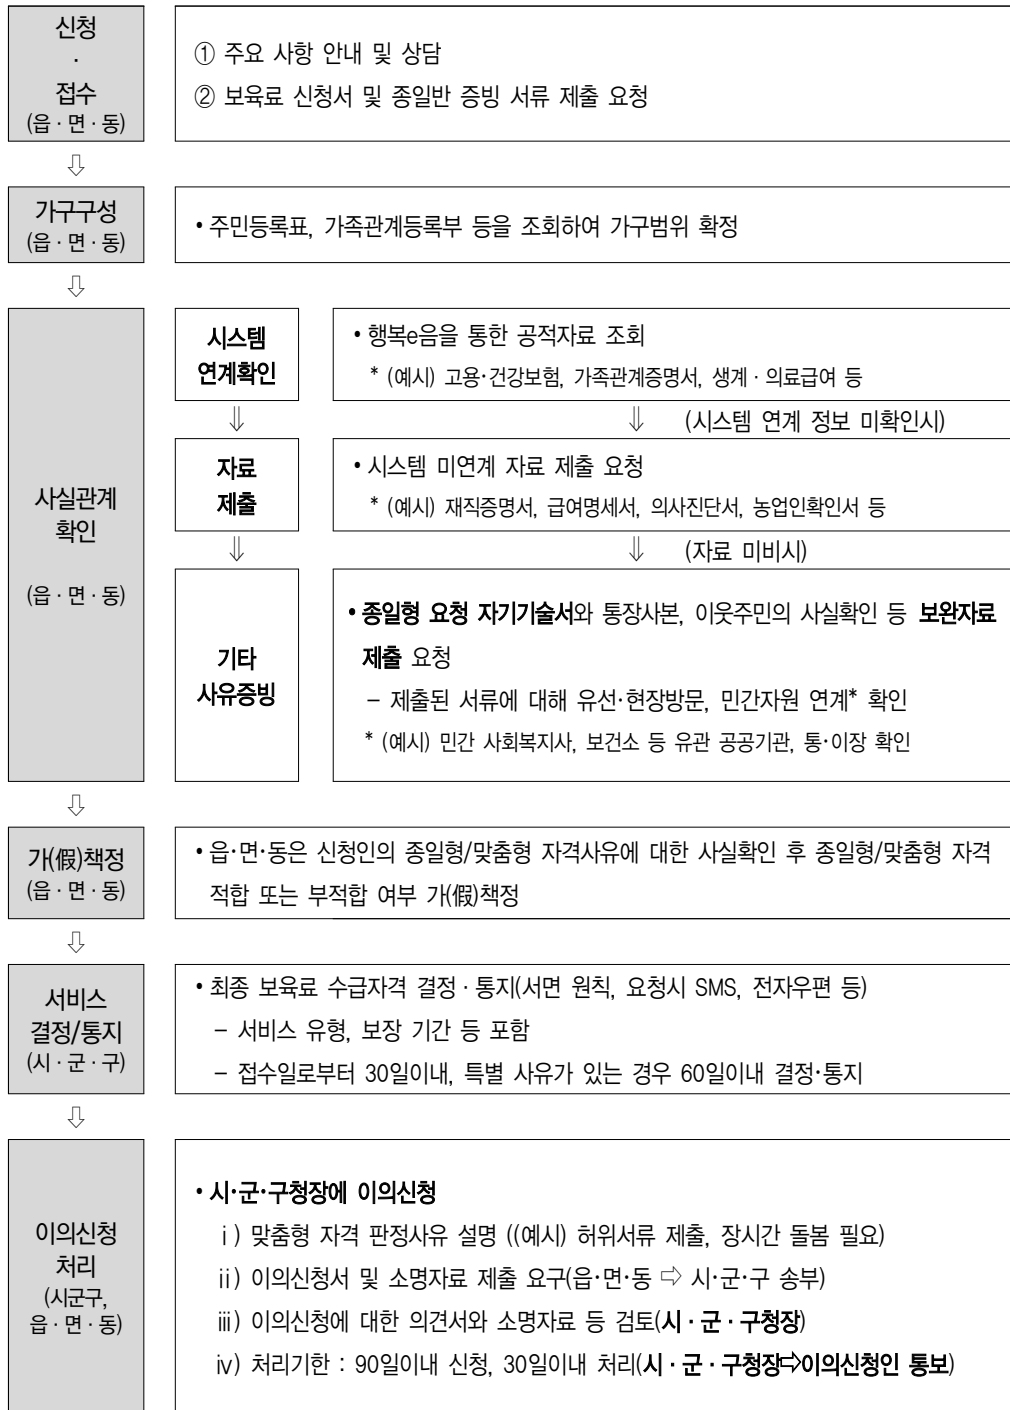 신청
·
접수
(읍·면·동)
① 주요 사항 안내 및 상담
② 보육료 신청서 및 종일반 증빙 서류 제출 요청
⇩
가구구성
(읍·면·동)
• 주민등록표, 가족관계등록부 등을 조회하여 가구범위 확정
⇩
사실관계
확인
(읍·면·동)
시스템
연계확인
• 행복e음을 통한 공적자료 조회
* (예시) 고용·건강보험, 가족관계증명서, 생계·의료급여 등
⇓ ⇓ (시스템 연계 정보 미확인시)
자료
제출
• 시스템 미연계 자료 제출 요청
* (예시) 재직증명서, 급여명세서, 의사진단서, 농업인확인서 등
⇓ ⇓ (자료 미비시)
기타
사유증빙
• 종일형 요청 자기기술서와 통장사본, 이웃주민의 사실확인 등 보완자료
제출 요청
– 제출된 서류에 대해 유선·현장방문, 민간자원 연계* 확인
* (예시) 민간 사회복지사, 보건소 등 유관 공공기관, 통·이장 확인
⇩
가(假)책정
(읍·면·동)
• 읍·면·동은 신청인의 종일형/맞춤형 자격사유에 대한 사실확인 후 종일형/맞춤형 자격
적합 또는 부적합 여부 가(假)책정
⇩
서비스
결정/통지
(시·군·구)
• 최종 보육료 수급자격 결정·통지(서면 원칙, 요청시 SMS, 전자우편 등)
– 서비스 유형, 보장 기간 등 포함
– 접수일로부터 30일이내, 특별 사유가 있는 경우 60일이내 결정·통지
⇩
이의신청
처리
(시군구,
읍·면·동)
• 시·군·구청장에 이의신청
ⅰ) 맞춤형 자격 판정사유 설명 ((예시) 허위서류 제출, 장시간 돌봄 필요)
ⅱ) 이의신청서 및 소명자료 제출 요구(읍·면·동 ⇨ 시·군·구 송부)
ⅲ) 이의신청에 대한 의견서와 소명자료 등 검토(시·군·구청장)
ⅳ) 처리기한 : 90일이내 신청, 30일이내 처리(시·군·구청장⇨이의신청인 통보)